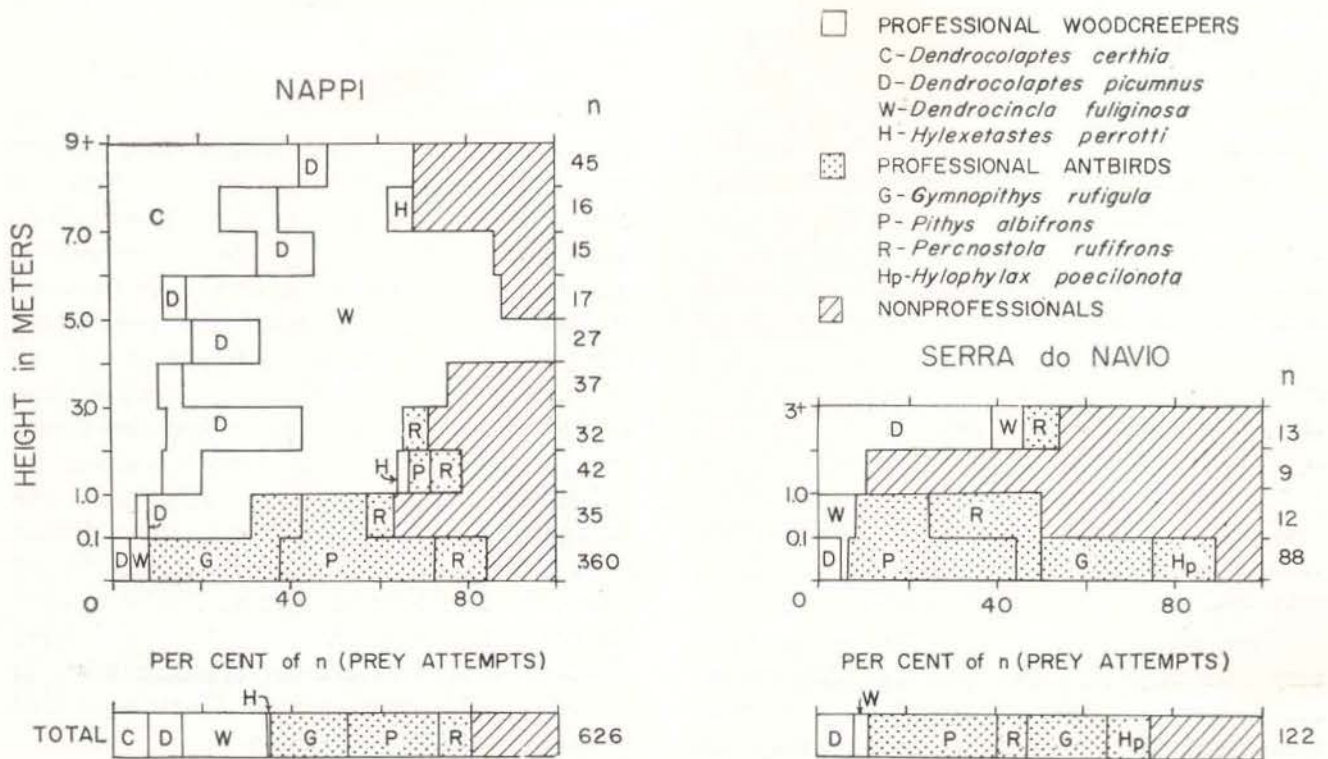 NAPPI
n
HEIGHT in METERS
9+
7.0
5.0
3.0
1.0
0.1
0
40
80
C
D
H
D
D
W
D
D
R
H
P
R
D
R
D
W
G
P
R
45
16
15
17
27
37
32
42
35
360
PER CENT of n (PREY ATTEMPTS)
H
TOTAL
C
D
W
G
P
R
626
PROFESSIONAL WOODCREEPERS
C-Dendrocolaptes certhia
D-Dendrocolaptes picumnus
W-Dendrocincla fuliginosa
H-Hylexetastes perrotti
PROFESSIONAL ANTBIRDS
G-Gymnopithys rufigula
P-Pithys albifrons
R-Percnostola rufifrons
Hp-Hylophylax poecilonota
NONPROFESSIONALS
SERRA do NAVIO
n
3+
1.0
0.1
0
40
80
D
W
R
W
R
D
P
G
Hp
13
9
12
88
PER CENT of n (PREY ATTEMPTS)
W
D
P
R
G
Hp
122